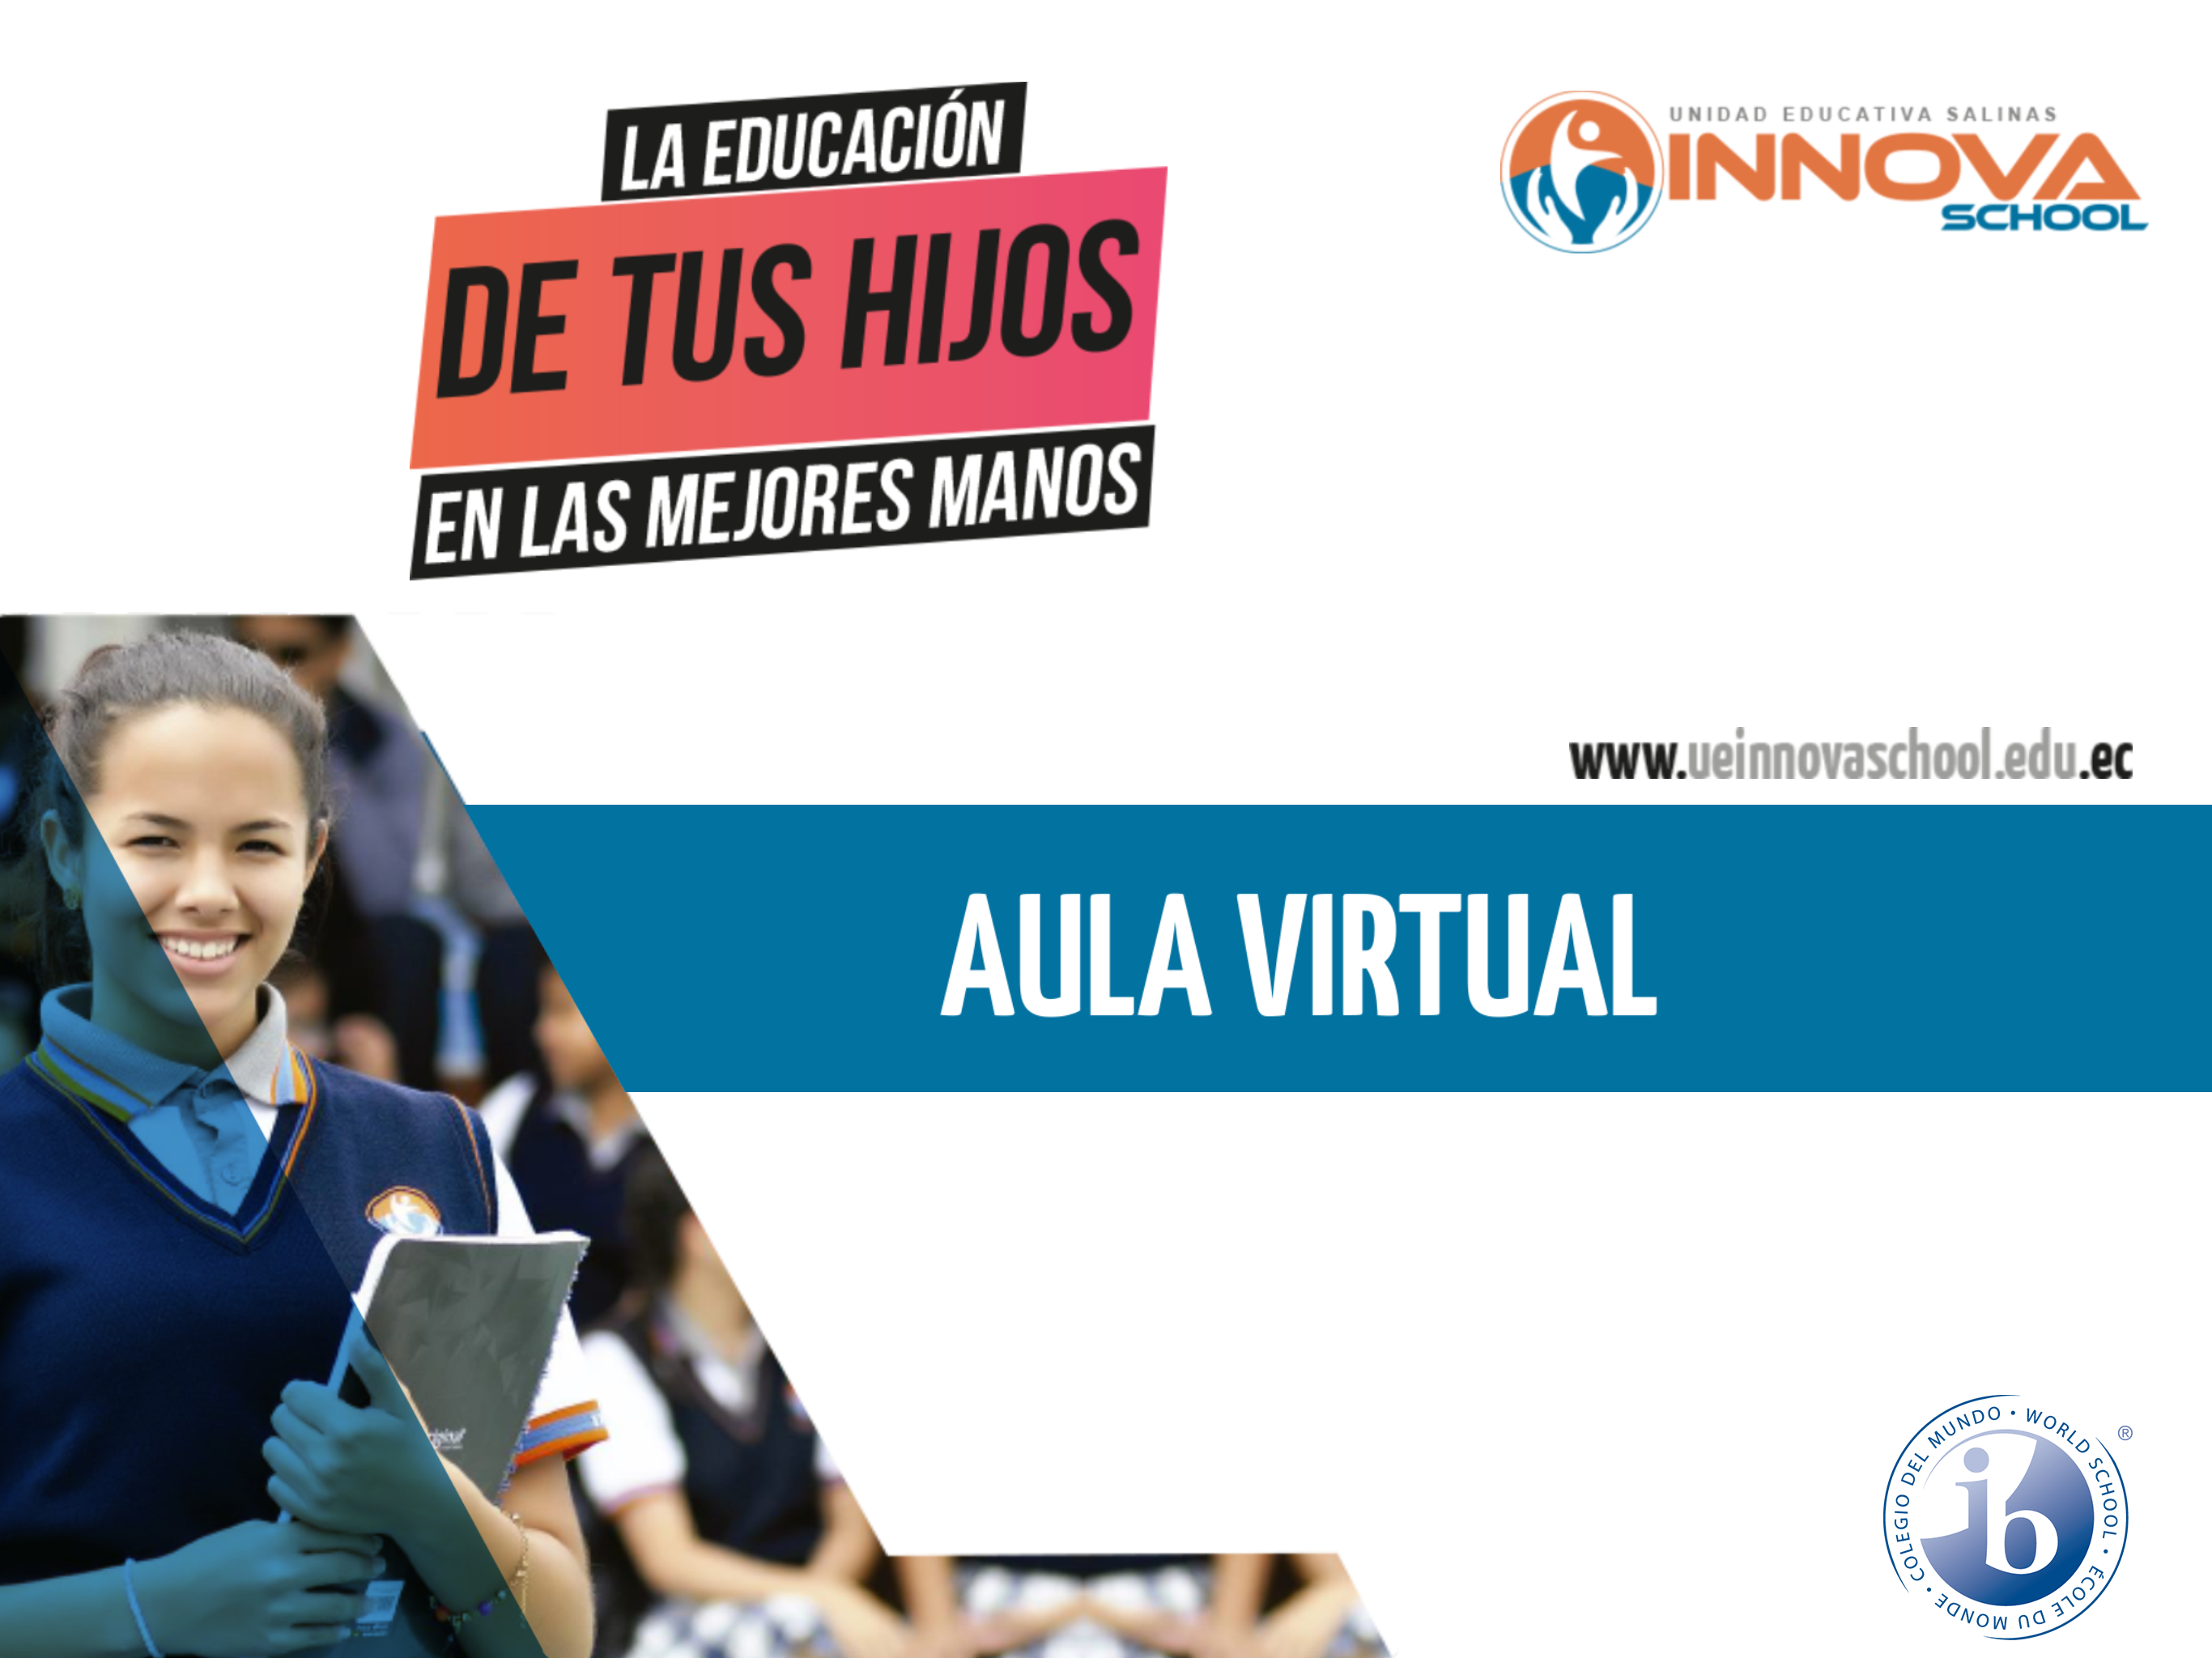 LA EDUCACIÓN
DE TUS HIJOS
EN LAS MEJORES MANOS
UNIDAD EDUCATIVA SALINAS
INNOVA
SCHOOL
www.ueinnovaschool.edu.ec
AULA VIRTUAL
COLEGIO DEL MUNDO • WORLD SCHOOL • ÉCOLE DU MONDE •
®
ib